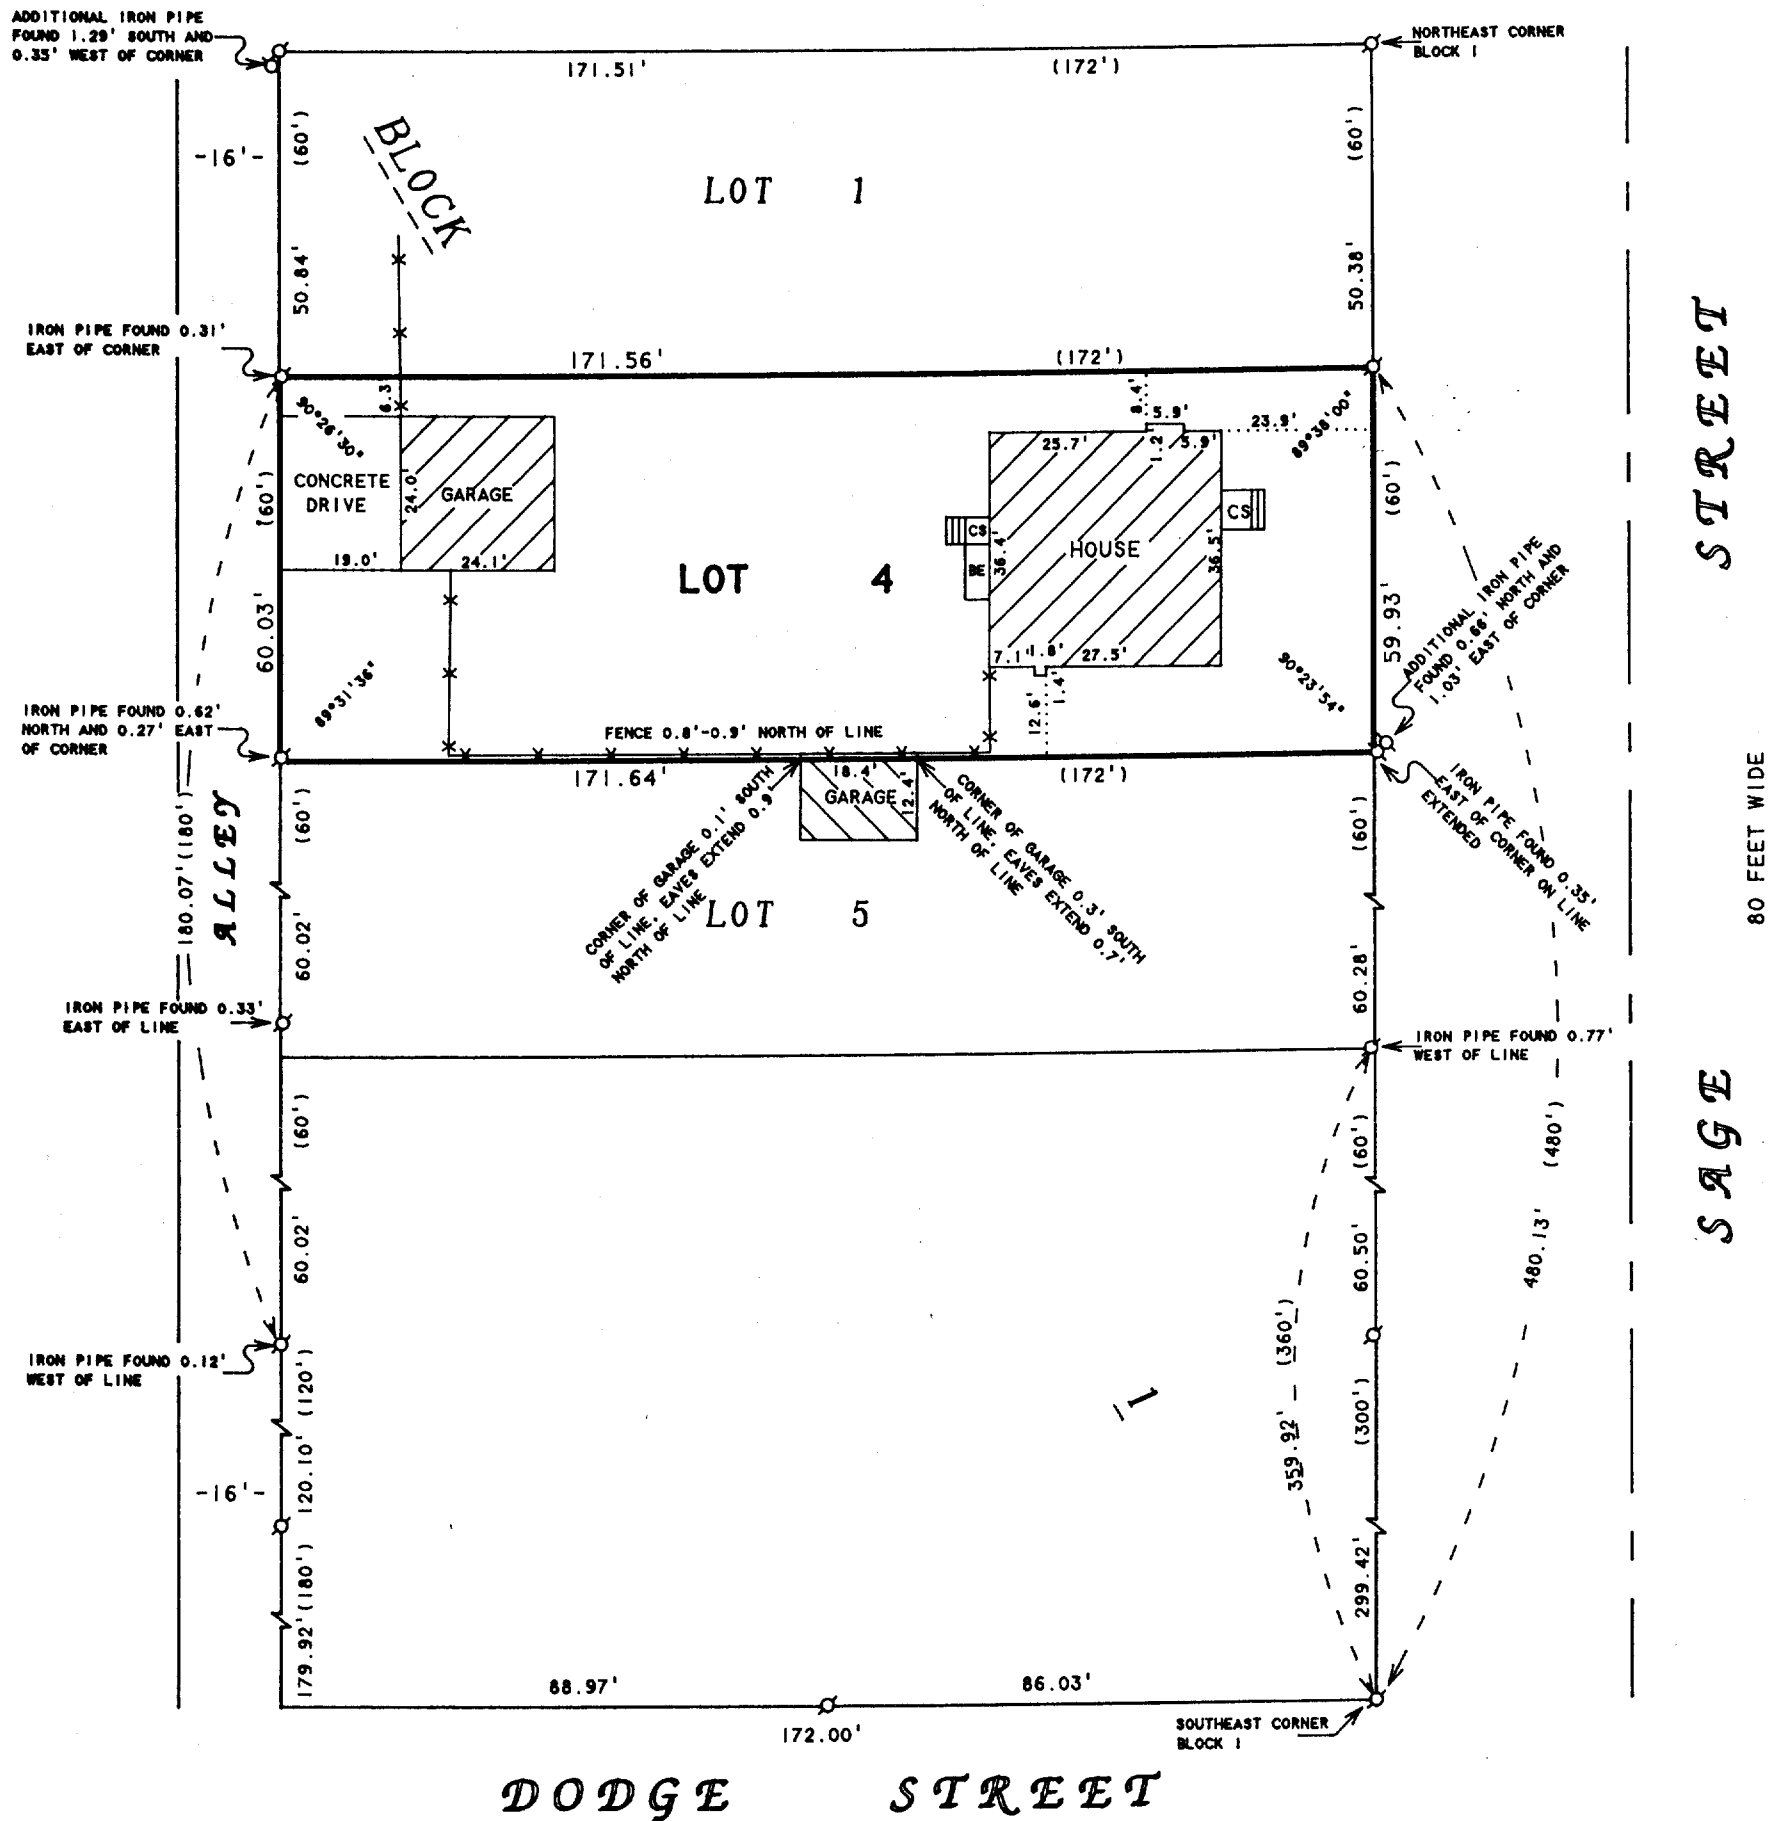 ADDITIONAL IRON PIPE
FOUND 1.29' SOUTH AND
0.35' WEST OF CORNER
NORTHEAST CORNER
BLOCK 1
171.51'
(172')
(60')
-16'-
BLOCK
LOT 1
(60')
50.84'
50.38'
IRON PIPE FOUND 0.31'
EAST OF CORNER
171.56'
(172')
6.3
8.4'
5.9'
23.9'
90°26'30"
89°38'00"
25.7'
1.2
5.9'
CONCRETE
DRIVE
24.0'
GARAGE
(60')
(60')
CS
CS
HOUSE
36.4'
36.5'
BE
19.0'
24.1'
LOT 4
60.03'
59.93'
ADDITIONAL IRON PIPE
FOUND 0.66' NORTH AND
1.03' EAST OF CORNER
7.1'
1.8'
27.5'
1.4'
12.6'
89°31'36"
90°23'54"
IRON PIPE FOUND 0.62'
NORTH AND 0.27' EAST
OF CORNER
FENCE 0.8'-0.9' NORTH OF LINE
171.64'
(172')
18.4'
12.4'
GARAGE
CORNER OF GARAGE 0.1' SOUTH
OF LINE, EAVES EXTEND 0.9'
NORTH OF LINE
CORNER OF GARAGE 0.3' SOUTH
OF LINE, EAVES EXTEND 0.7'
NORTH OF LINE
IRON PIPE FOUND 0.35'
EAST OF CORNER ON LINE
EXTENDED
180.07' (180')
ALLEY
(60')
(60')
LOT 5
60.02'
60.28'
IRON PIPE FOUND 0.33'
EAST OF LINE
IRON PIPE FOUND 0.77'
WEST OF LINE
(60')
(60')
(480')
480.13'
60.02'
60.50'
(360')
359.92'
IRON PIPE FOUND 0.12'
WEST OF LINE
(120')
120.10'
1
(300')
299.42'
-16'-
(180')
179.92'
88.97'
86.03'
172.00'
SOUTHEAST CORNER
BLOCK 1
DODGE STREET
SAGE STREET
80 FEET WIDE